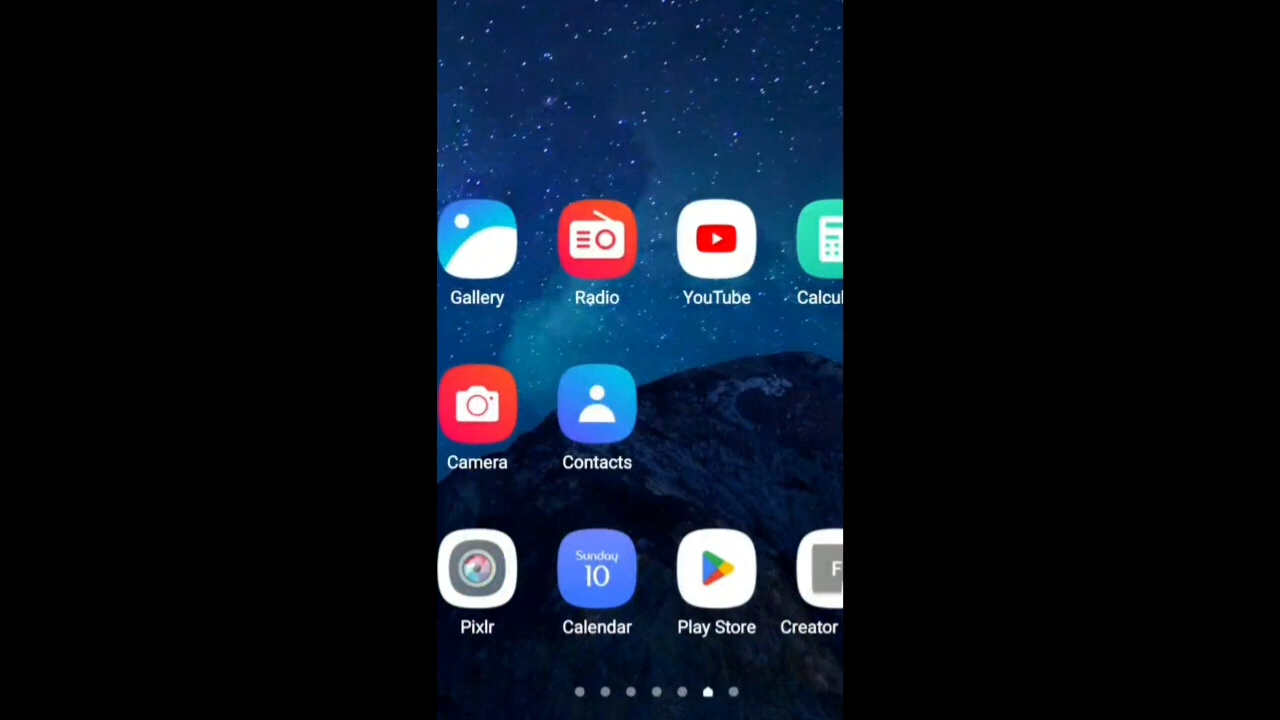 Gallery
Radio
YouTube
Calcul
Camera
Contacts
Sunday
10
F
Pixlr
Calendar
Play Store
Creator